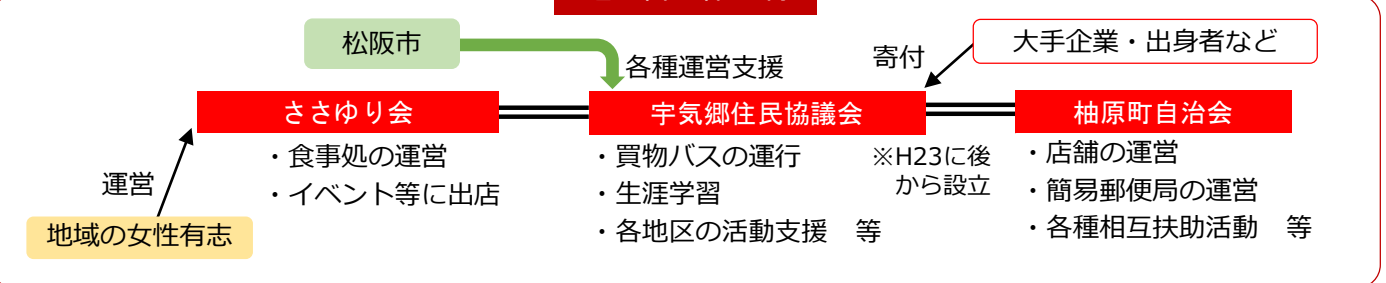 松阪市
各種運営支援
寄付
大手企業・出身者など
ささゆり会
宇気郷住民協議会
柚原町自治会
・食事処の運営
・イベント等に出店
・買物バスの運行
・生涯学習
・各地区の活動支援　等
※H23に後
から設立
・店舗の運営
・簡易郵便局の運営
・各種相互扶助活動　等
運営
地域の女性有志